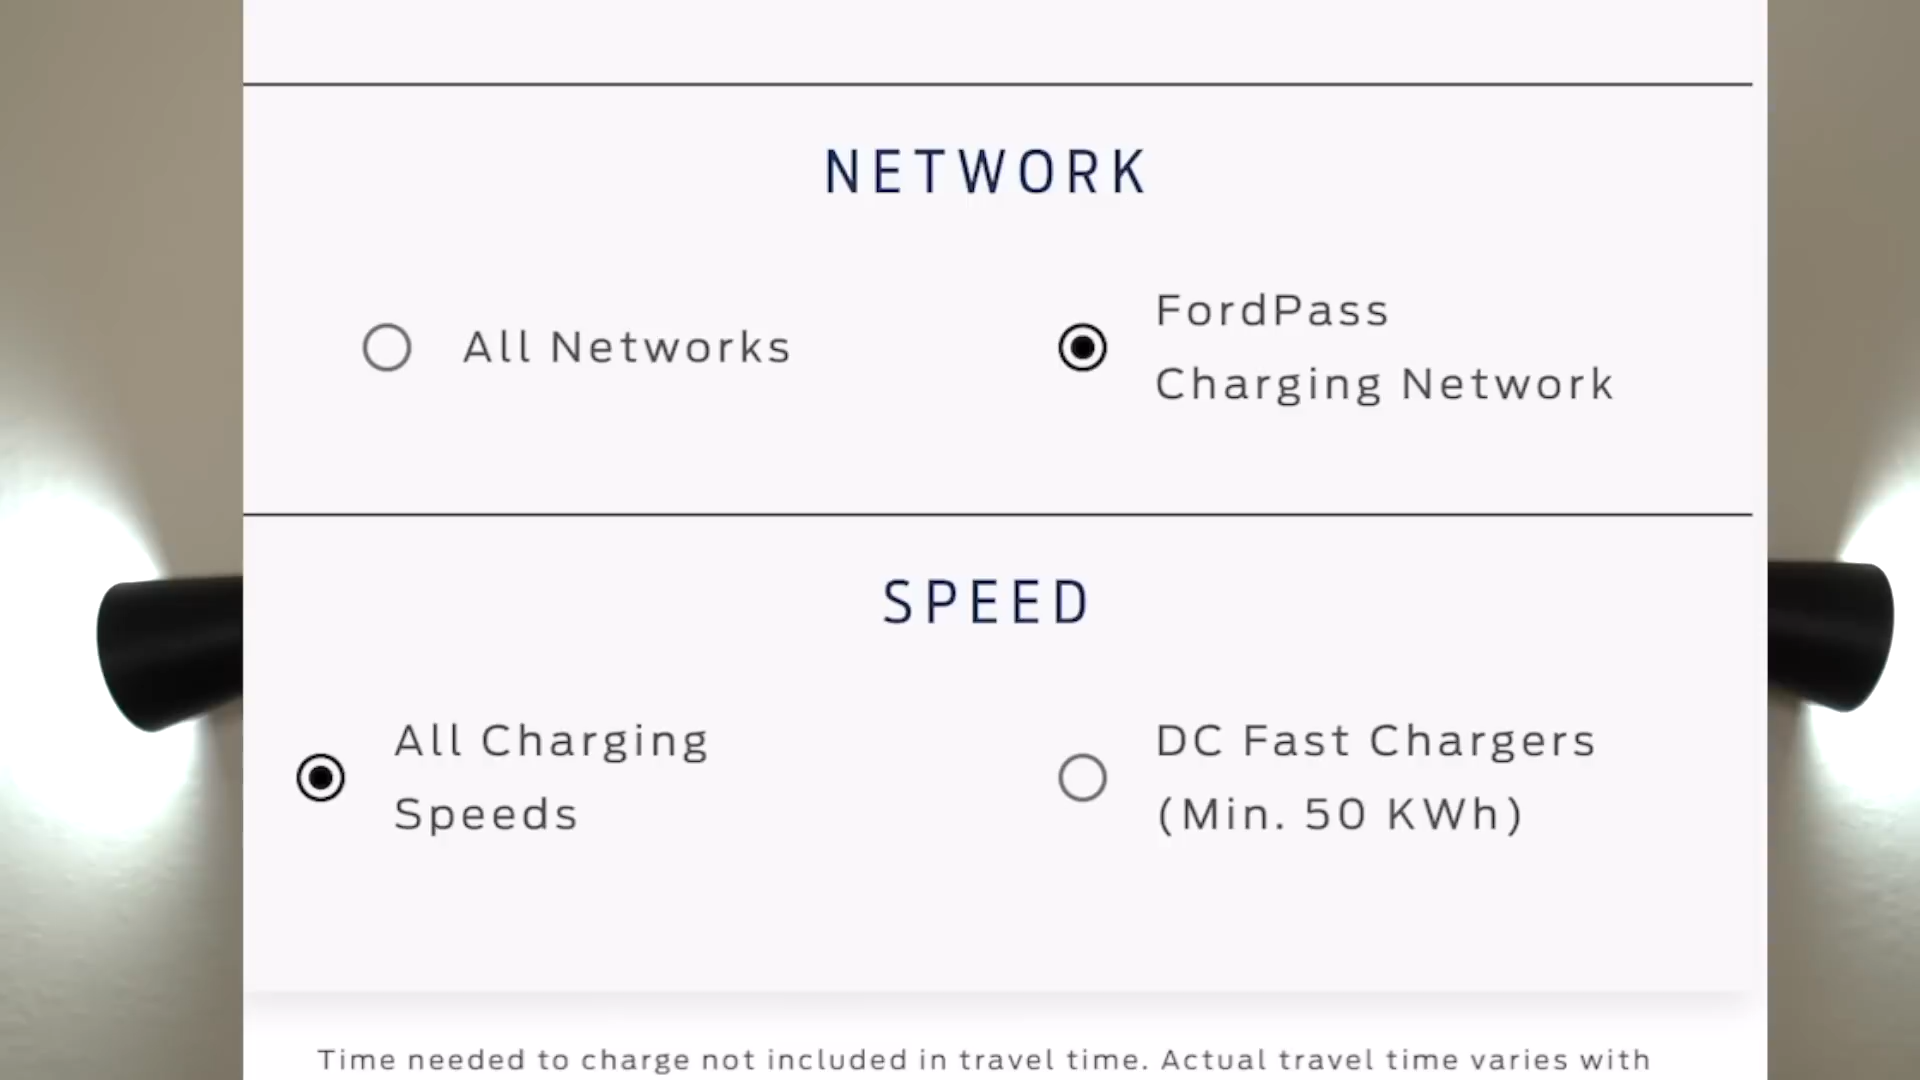 NETWORK
All Networks
FordPass
Charging Network
SPEED
All Charging
Speeds
DC Fast Chargers
(Min. 50 KWh)
Time needed to charge not included in travel time. Actual travel time varies with